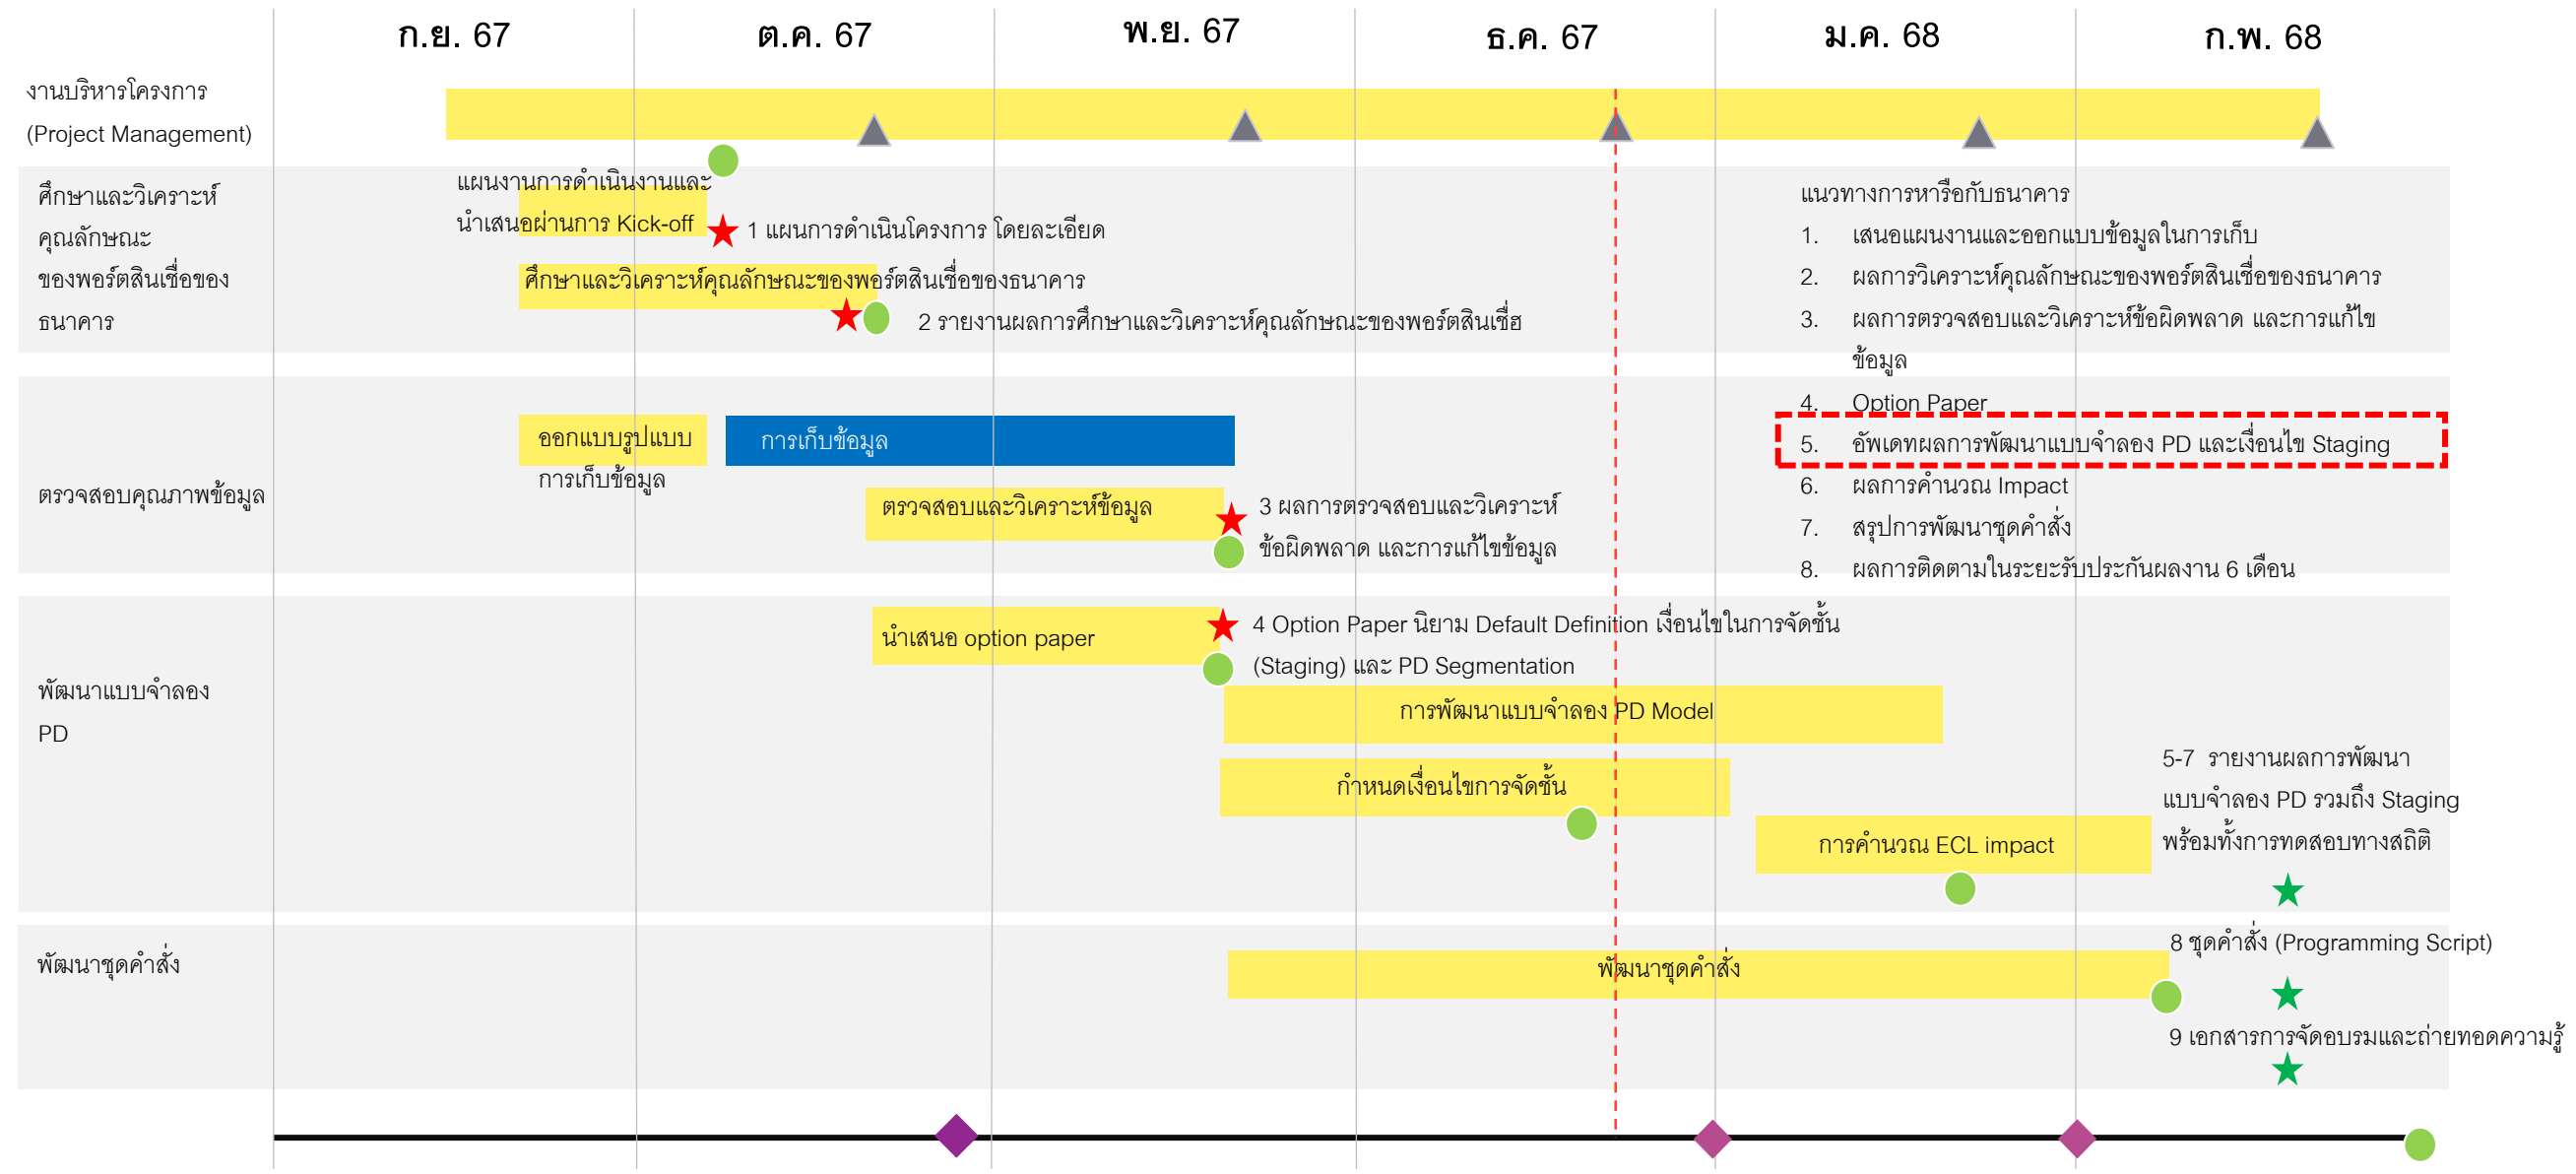 ก.ย. 67
ต.ค. 67
พ.ย. 67
ธ.ค. 67
ม.ค. 68
ก.พ. 68
งานบริหารโครงการ
(Project Management)
ศึกษาและวิเคราะห์
คุณลักษณะ
ของพอร์ตสินเชื่อของ
ธนาคาร
แผนงานการดำเนินงานและ
นำเสนอผ่านการ Kick-off
1 แผนการดำเนินโครงการ โดยละเอียด
ศึกษาและวิเคราะห์คุณลักษณะของพอร์ตสินเชื่อของธนาคาร
2 รายงานผลการศึกษาและวิเคราะห์คุณลักษณะของพอร์ตสินเชื่ฮ
แนวทางการหารือกับธนาคาร
1. เสนอแผนงานและออกแบบข้อมูลในการเก็บ
2. ผลการวิเคราะห์คุณลักษณะของพอร์ตสินเชื่อของธนาคาร
3. ผลการตรวจสอบและวิเคราะห์ข้อผิดพลาด และการแก้ไข
ข้อมูล
4. Option Paper
5. อัพเดทผลการพัฒนาแบบจำลอง PD และเงื่อนไข Staging
6. ผลการคำนวณ Impact
7. สรุปการพัฒนาชุดคำสั่ง
8. ผลการติดตามในระยะรับประกันผลงาน 6 เดือน
ตรวจสอบคุณภาพข้อมูล
ออกแบบรูปแบบ
การเก็บข้อมูล
การเก็บข้อมูล
ตรวจสอบและวิเคราะห์ข้อมูล
3 ผลการตรวจสอบและวิเคราะห์
ข้อผิดพลาด และการแก้ไขข้อมูล
พัฒนาแบบจำลอง
PD
นำเสนอ option paper
4 Option Paper นิยาม Default Definition เงื่อนไขในการจัดชั้น
(Staging) และ PD Segmentation
การพัฒนาแบบจำลอง PD Model
กำหนดเงื่อนไขการจัดชั้น
การคำนวณ ECL impact
5-7 รายงานผลการพัฒนา
แบบจำลอง PD รวมถึง Staging
พร้อมทั้งการทดสอบทางสถิติ
พัฒนาชุดคำสั่ง
พัฒนาชุดคำสั่ง
8 ชุดคำสั่ง (Programming Script)
9 เอกสารการจัดอบรมและถ่ายทอดความรู้